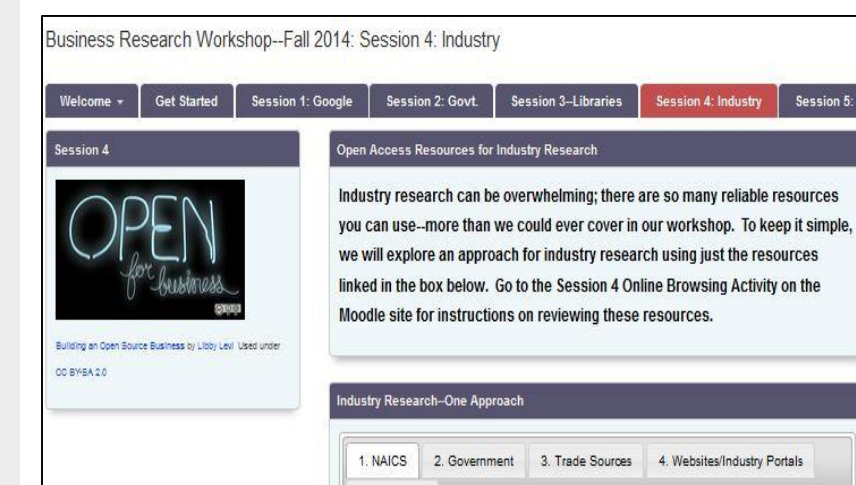 Business Research Workshop--Fall 2014: Session 4: Industry
Welcome Get Started Session 1: Google Session 2: Govt. Session 3--Libraries Session 4: Industry Session 5:
Session 4
OPEN
for business
Building an Open Source Business by Libby Levi Used under
CC BY-SA 2.0
Open Access Resources for Industry Research
Industry research can be overwhelming; there are so many reliable resources
you can use--more than we could ever cover in our workshop. To keep it simple,
we will explore an approach for industry research using just the resources
linked in the box below. Go to the Session 4 Online Browsing Activity on the
Moodle site for instructions on reviewing these resources.
Industry Research--One Approach
1. NAICS 2. Government 3. Trade Sources 4. Websites/Industry Portals